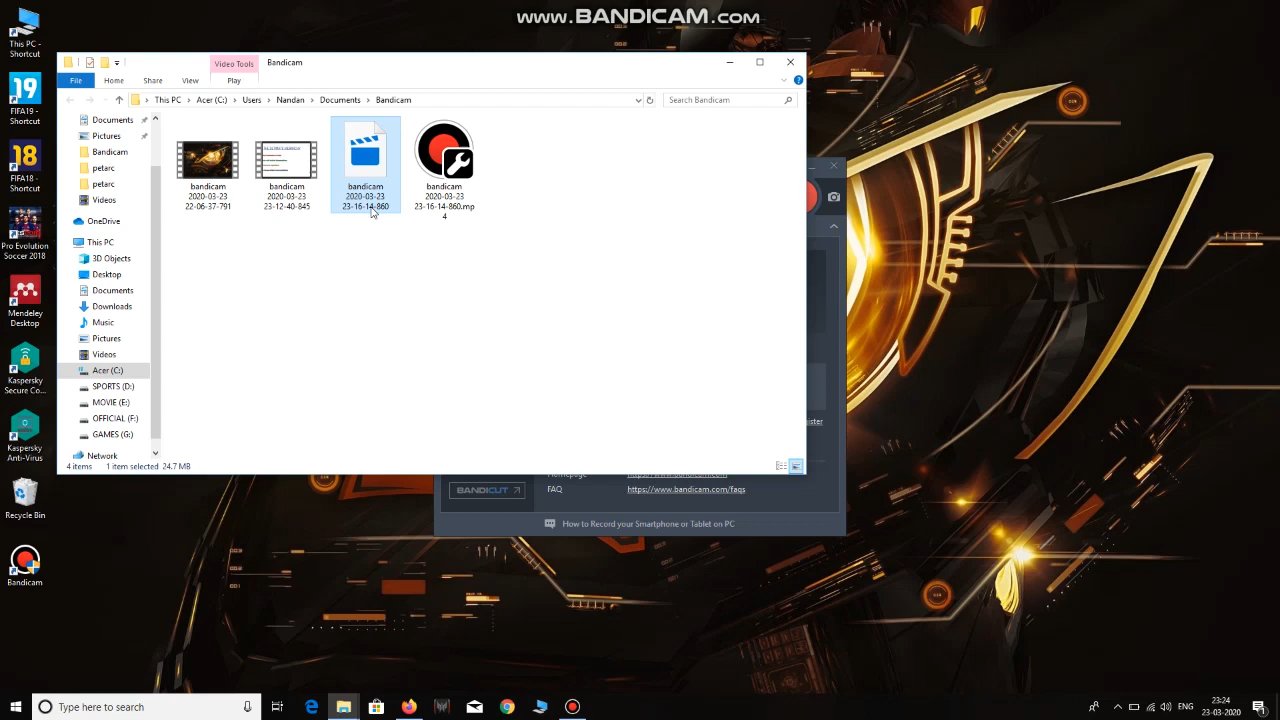 www.BANDICAM.com
This PC -
Shortcut
19
FIFA19 -
Shortcut
18
FIFA18 -
Shortcut
Pro Evolution
Soccer 2018
Mendeley
Desktop
Kaspersky
Secure Co...
Kaspersky
Anti-Virus
Recycle Bin
Bandicam
Video Tools
Bandicam
File
Home
Share
View
Play
This PC
Acer (C:)
Users
Nandan
Documents
Bandicam
Search Bandicam
Documents
Pictures
Bandicam
petarc
petarc
Videos
OneDrive
This PC
3D Objects
Desktop
Documents
Downloads
Music
Pictures
Videos
Acer (C:)
SPORTS (D:)
MOVIE (E:)
OFFICIAL (F:)
GAMES (G:)
Network
bandicam
2020-03-23
22-06-37-791
bandicam
2020-03-23
23-12-40-845
bandicam
2020-03-23
23-16-14-860
bandicam
2020-03-23
23-16-14-860.mp
4
4 items
1 item selected 24.7 MB
ister
BANDICUT
FAQ
https://www.bandicam.com/faqs
How to Record your Smartphone or Tablet on PC
Type here to search
ENG
23:24
23-03-2020